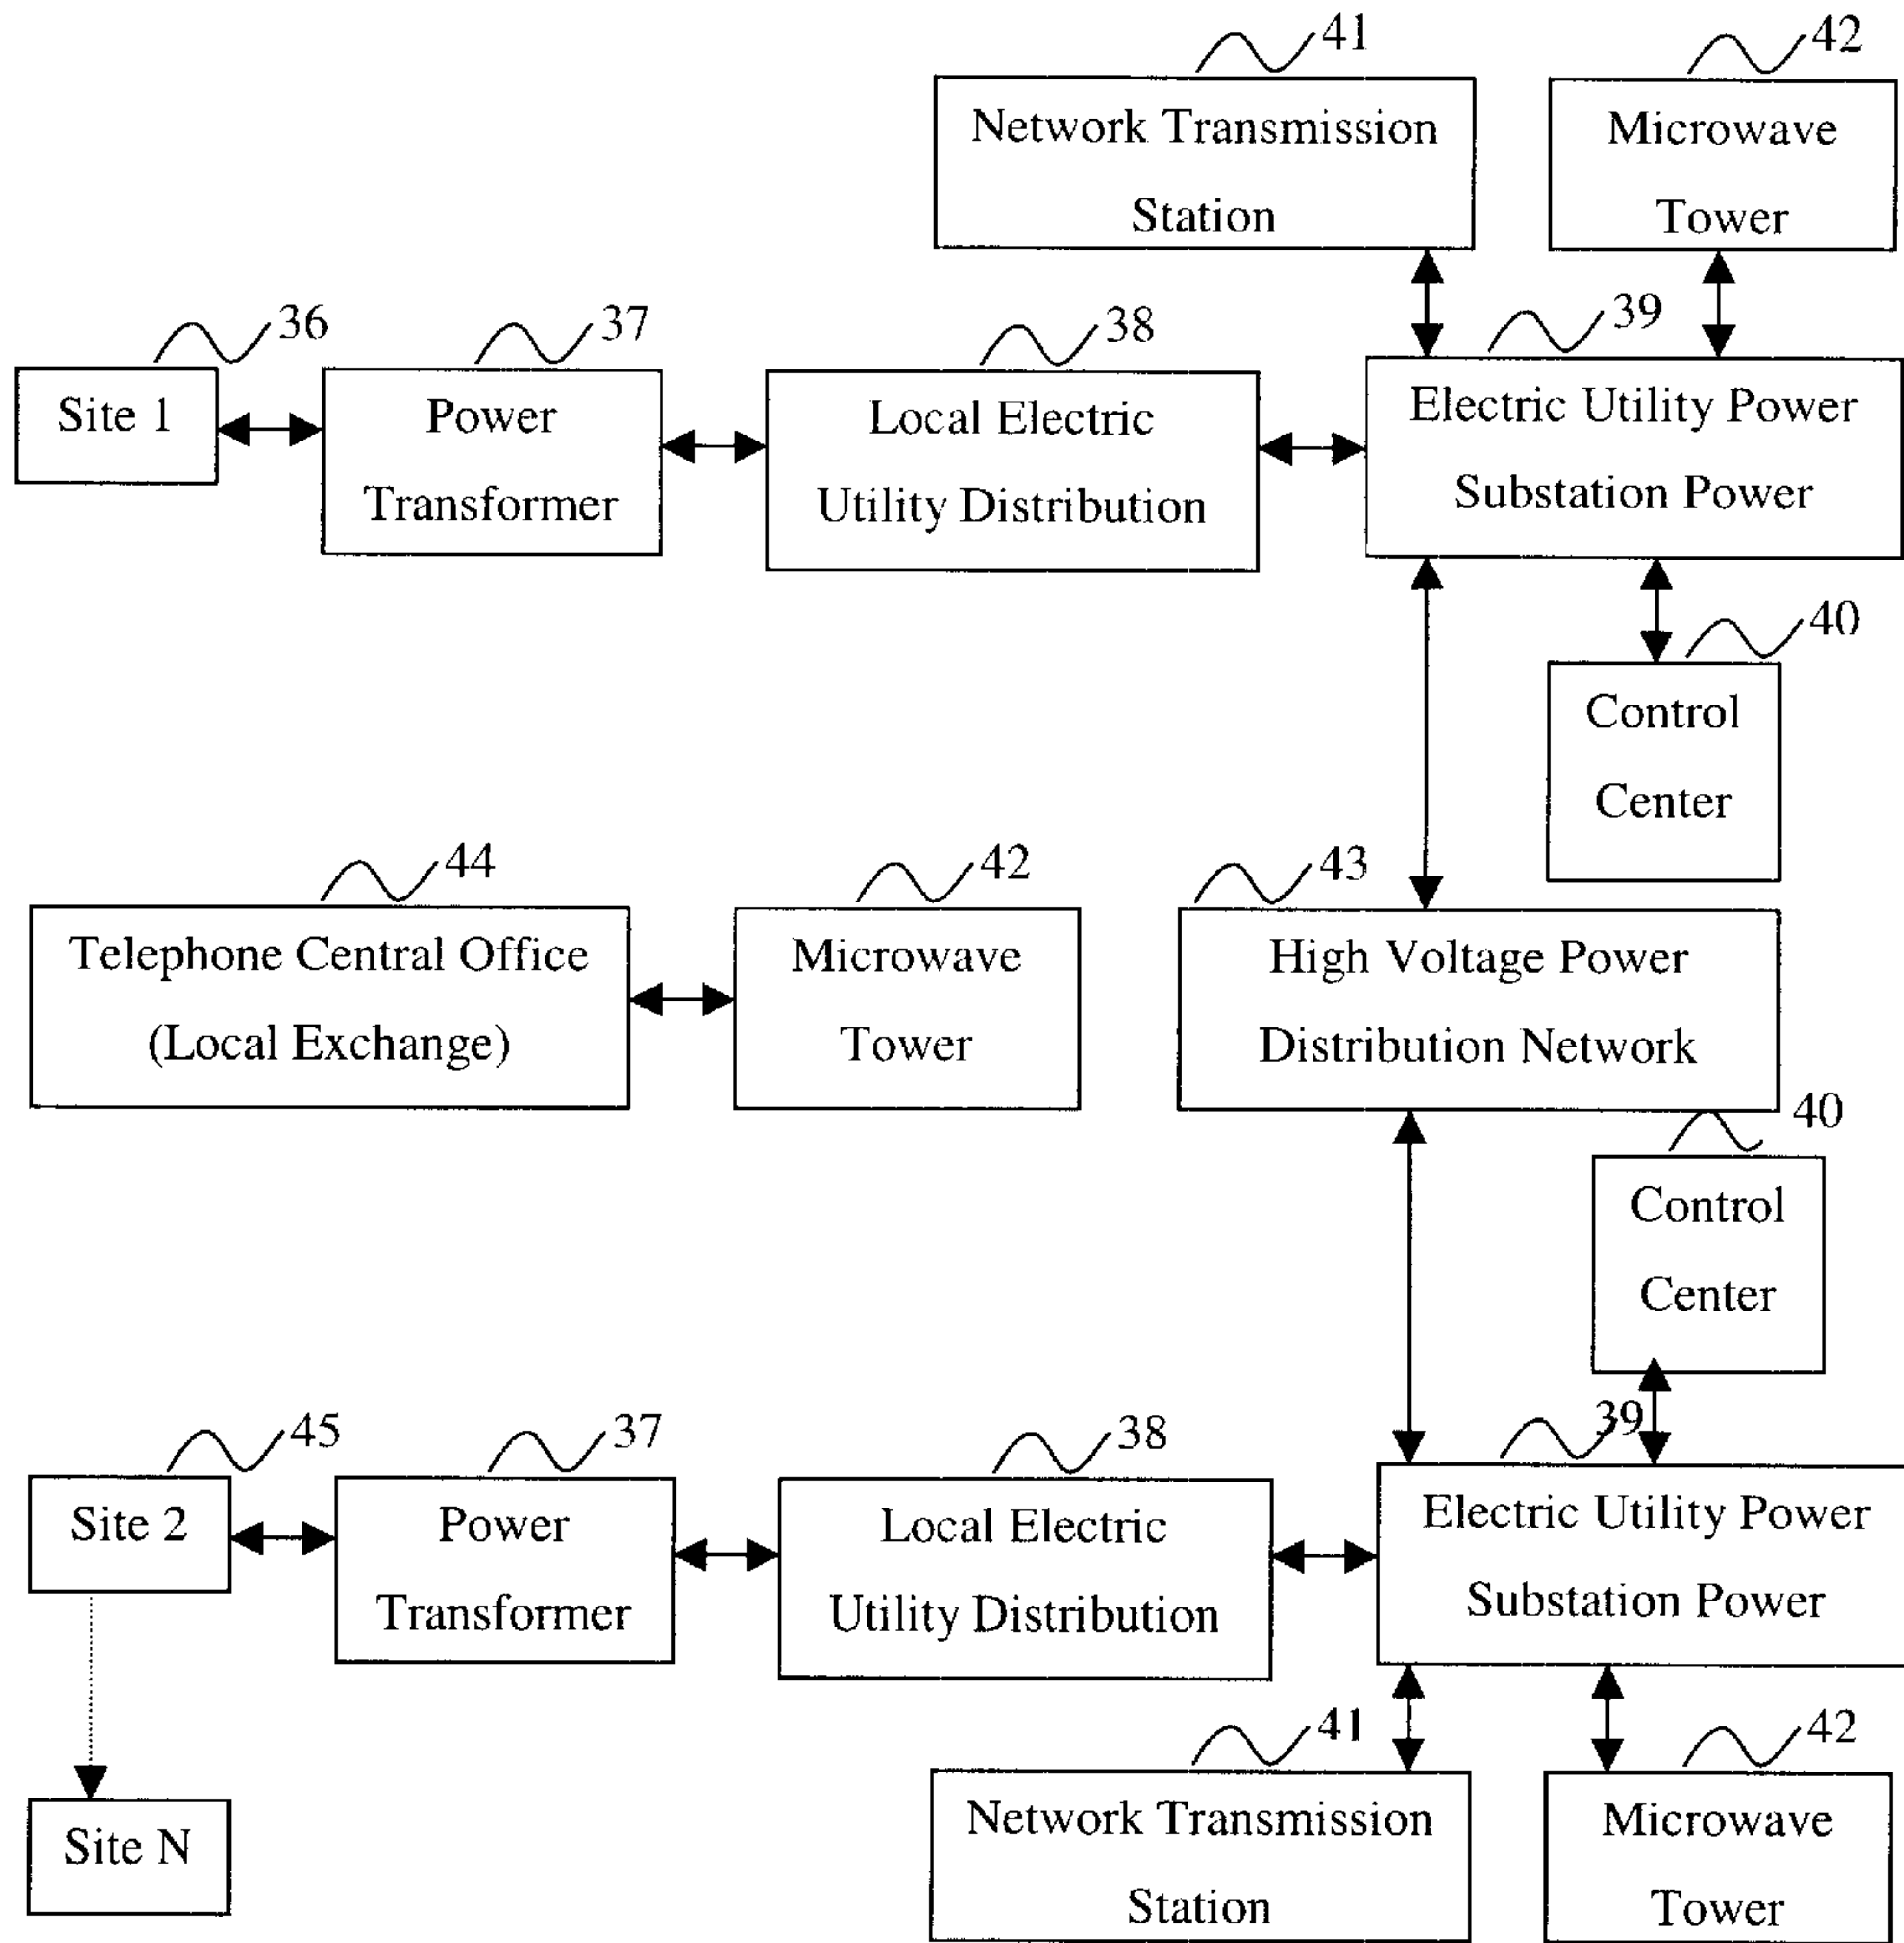 41
42
Network Transmission
Station
Microwave
Tower
36
37
38
39
Site 1
Power
Transformer
Local Electric
Utility Distribution
Electric Utility Power
Substation Power
40
Control
Center
44
42
43
Telephone Central Office
(Local Exchange)
Microwave
Tower
High Voltage Power
Distribution Network
40
Control
Center
45
37
38
39
Site 2
Power
Transformer
Local Electric
Utility Distribution
Electric Utility Power
Substation Power
41
42
Site N
Network Transmission
Station
Microwave
Tower